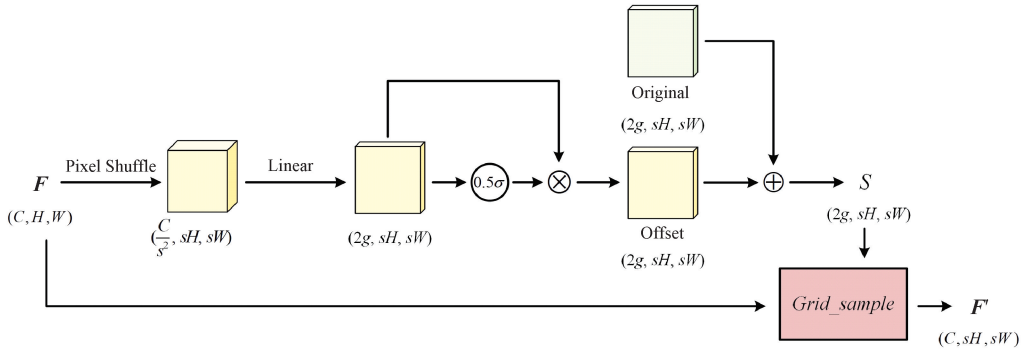 Original
(2g, sH, sW)
Pixel Shuffle
Linear
F
0.5σ
⊗
⊕
S
(C, H, W)
(C/s², sH, sW)
(2g, sH, sW)
Offset
(2g, sH, sW)
(2g, sH, sW)
Grid_sample
F'
(C, sH, sW)